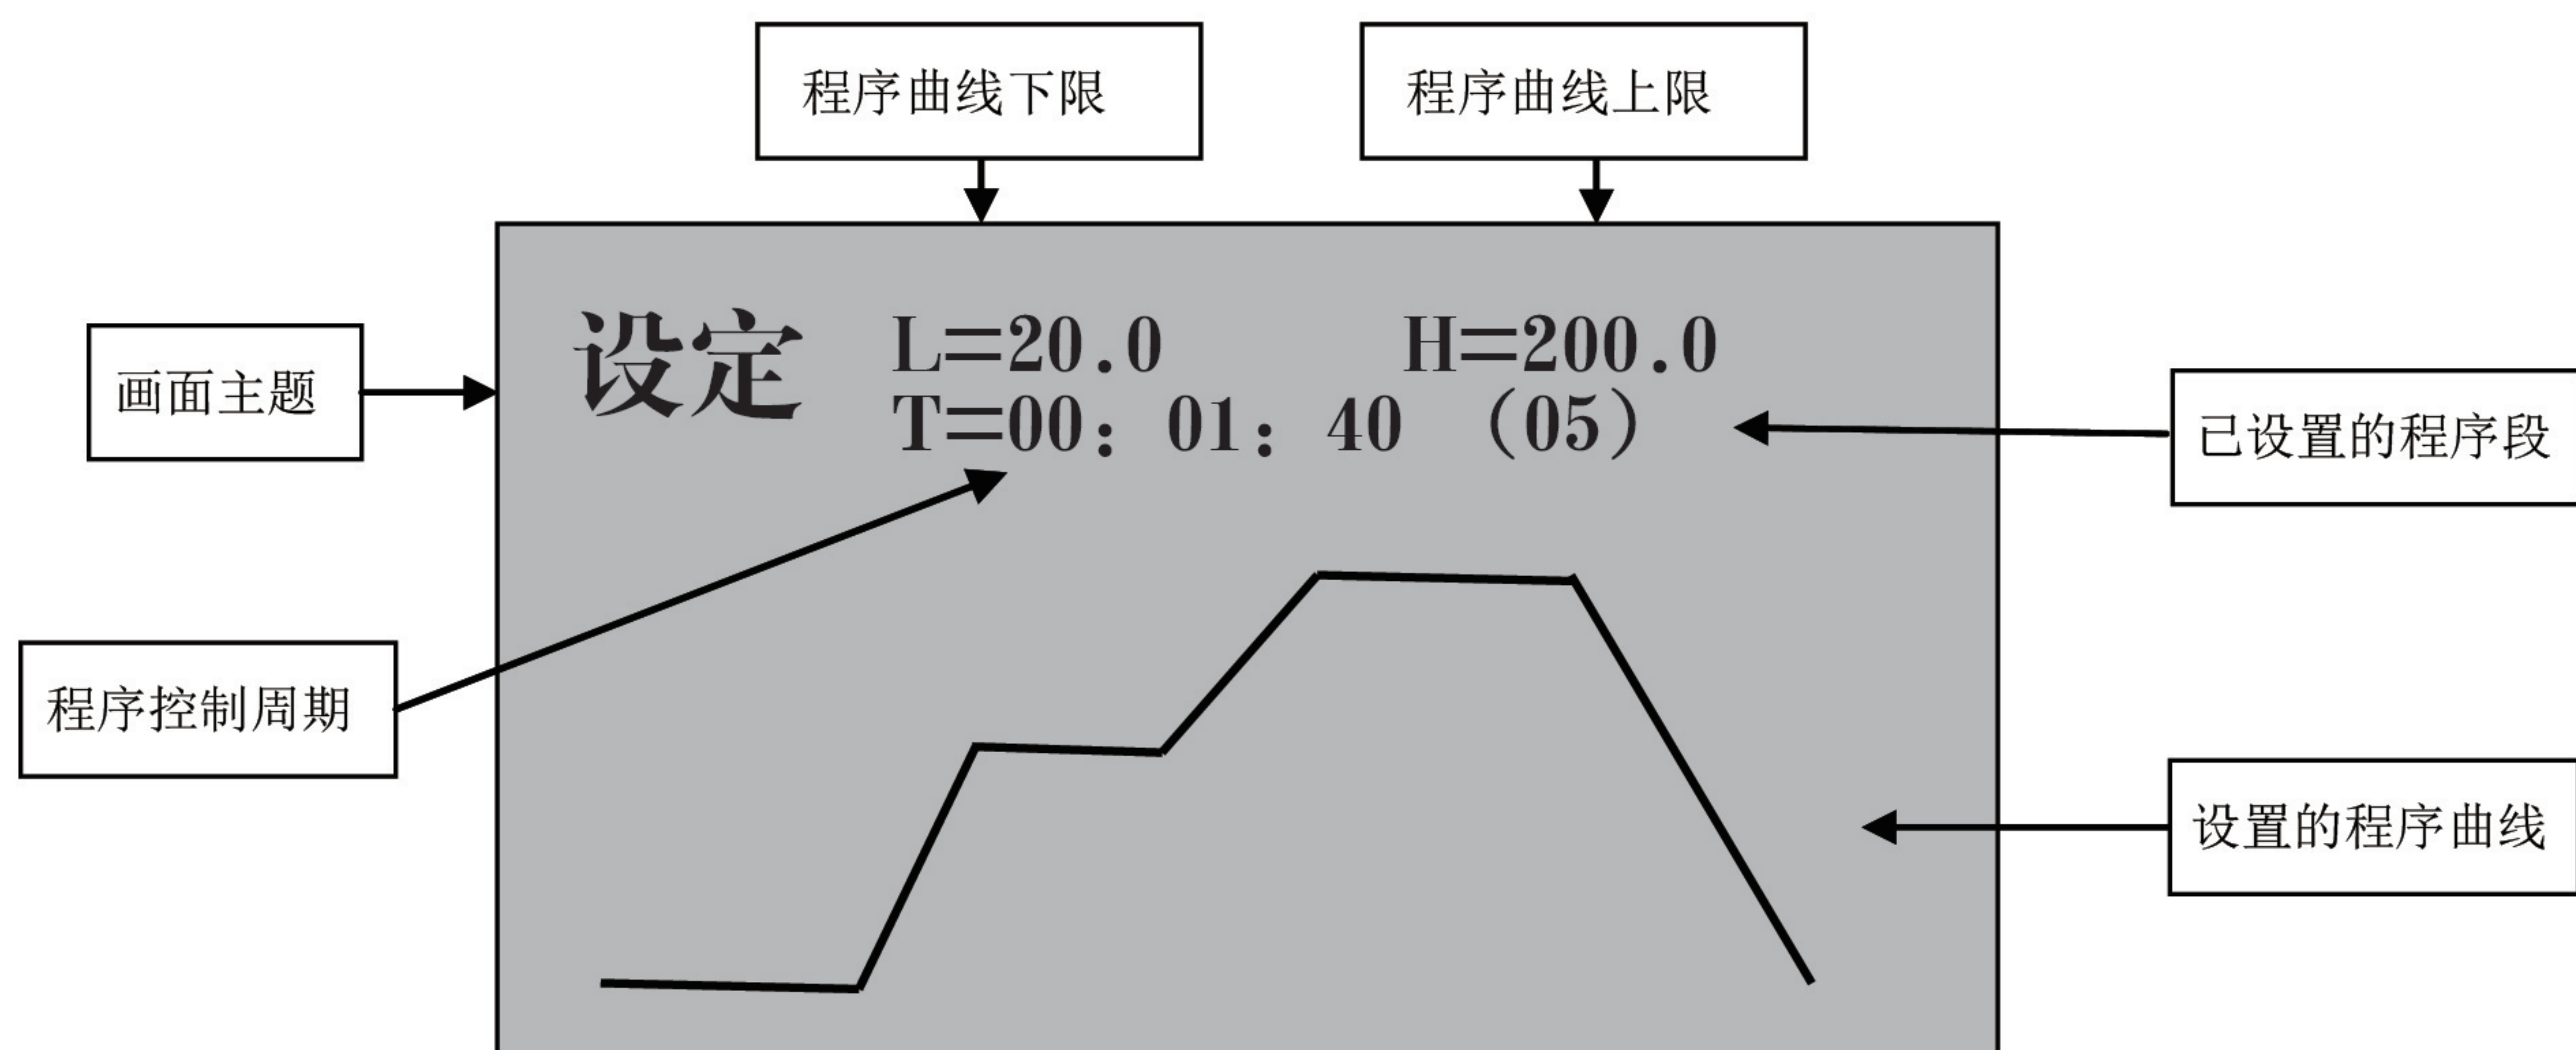 程序曲线下限
程序曲线上限
设定
L=20.0
H=200.0
T=00：01：40 （05）
画面主题
已设置的程序段
程序控制周期
设置的程序曲线